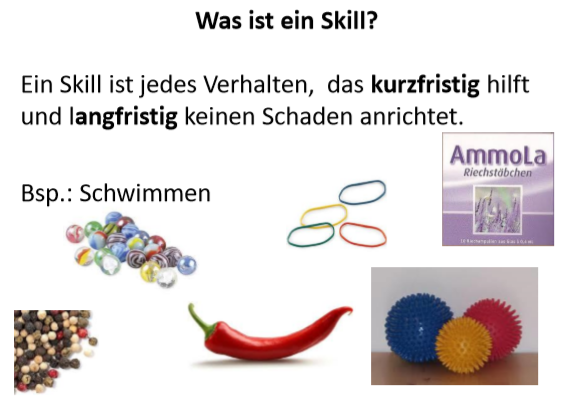 Was ist ein Skill?
Ein Skill ist jedes Verhalten, das kurzfristig hilft
und langfristig keinen Schaden anrichtet.
AmmoLa
Riechstäbchen
Bsp.: Schwimmen